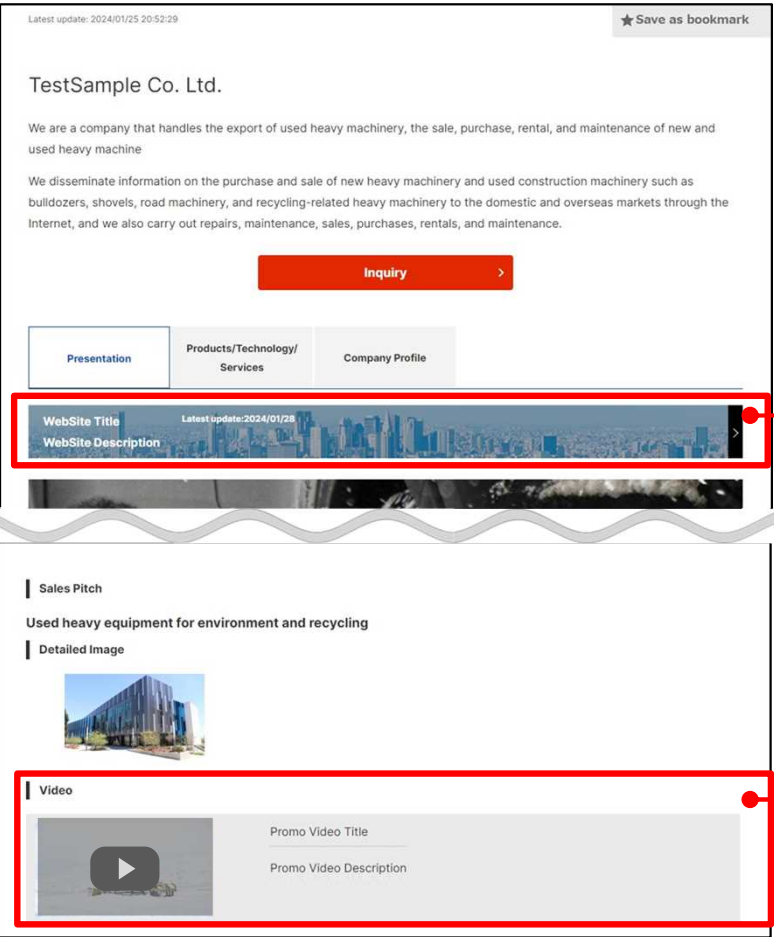 Latest update: 2024/01/25 20:52:29
★Save as bookmark
TestSample Co. Ltd.
We are a company that handles the export of used heavy machinery, the sale, purchase, rental, and maintenance of new and
used heavy machine
We disseminate information on the purchase and sale of new heavy machinery and used construction machinery such as
bulldozers, shovels, road machinery, and recycling-related heavy machinery to the domestic and overseas markets through the
Internet, and we also carry out repairs, maintenance, sales, purchases, rentals, and maintenance.
Inquiry
Presentation
Products/Technology/
Services
Company Profile
WebSite Title
Latest update:2024/01/28
WebSite Description
Sales Pitch
Used heavy equipment for environment and recycling
Detailed Image
Video
Promo Video Title
Promo Video Description